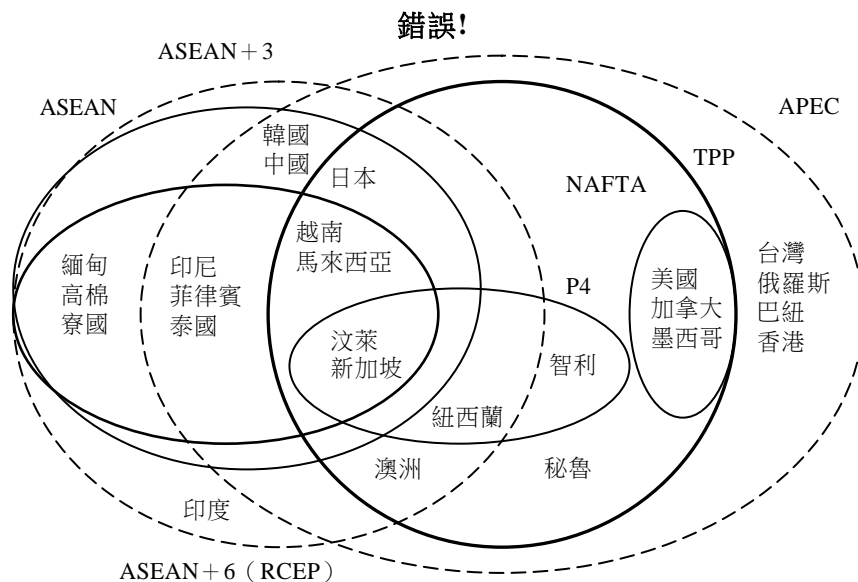 錯誤!
ASEAN＋3
ASEAN
APEC
韓國
中國
日本
TPP
NAFTA
越南
馬來西亞
緬甸
高棉
寮國
印尼
菲律賓
泰國
P4
美國
加拿大
墨西哥
台灣
俄羅斯
巴紐
香港
汶萊
新加坡
智利
紐西蘭
澳洲
秘魯
印度
ASEAN＋6（RCEP）